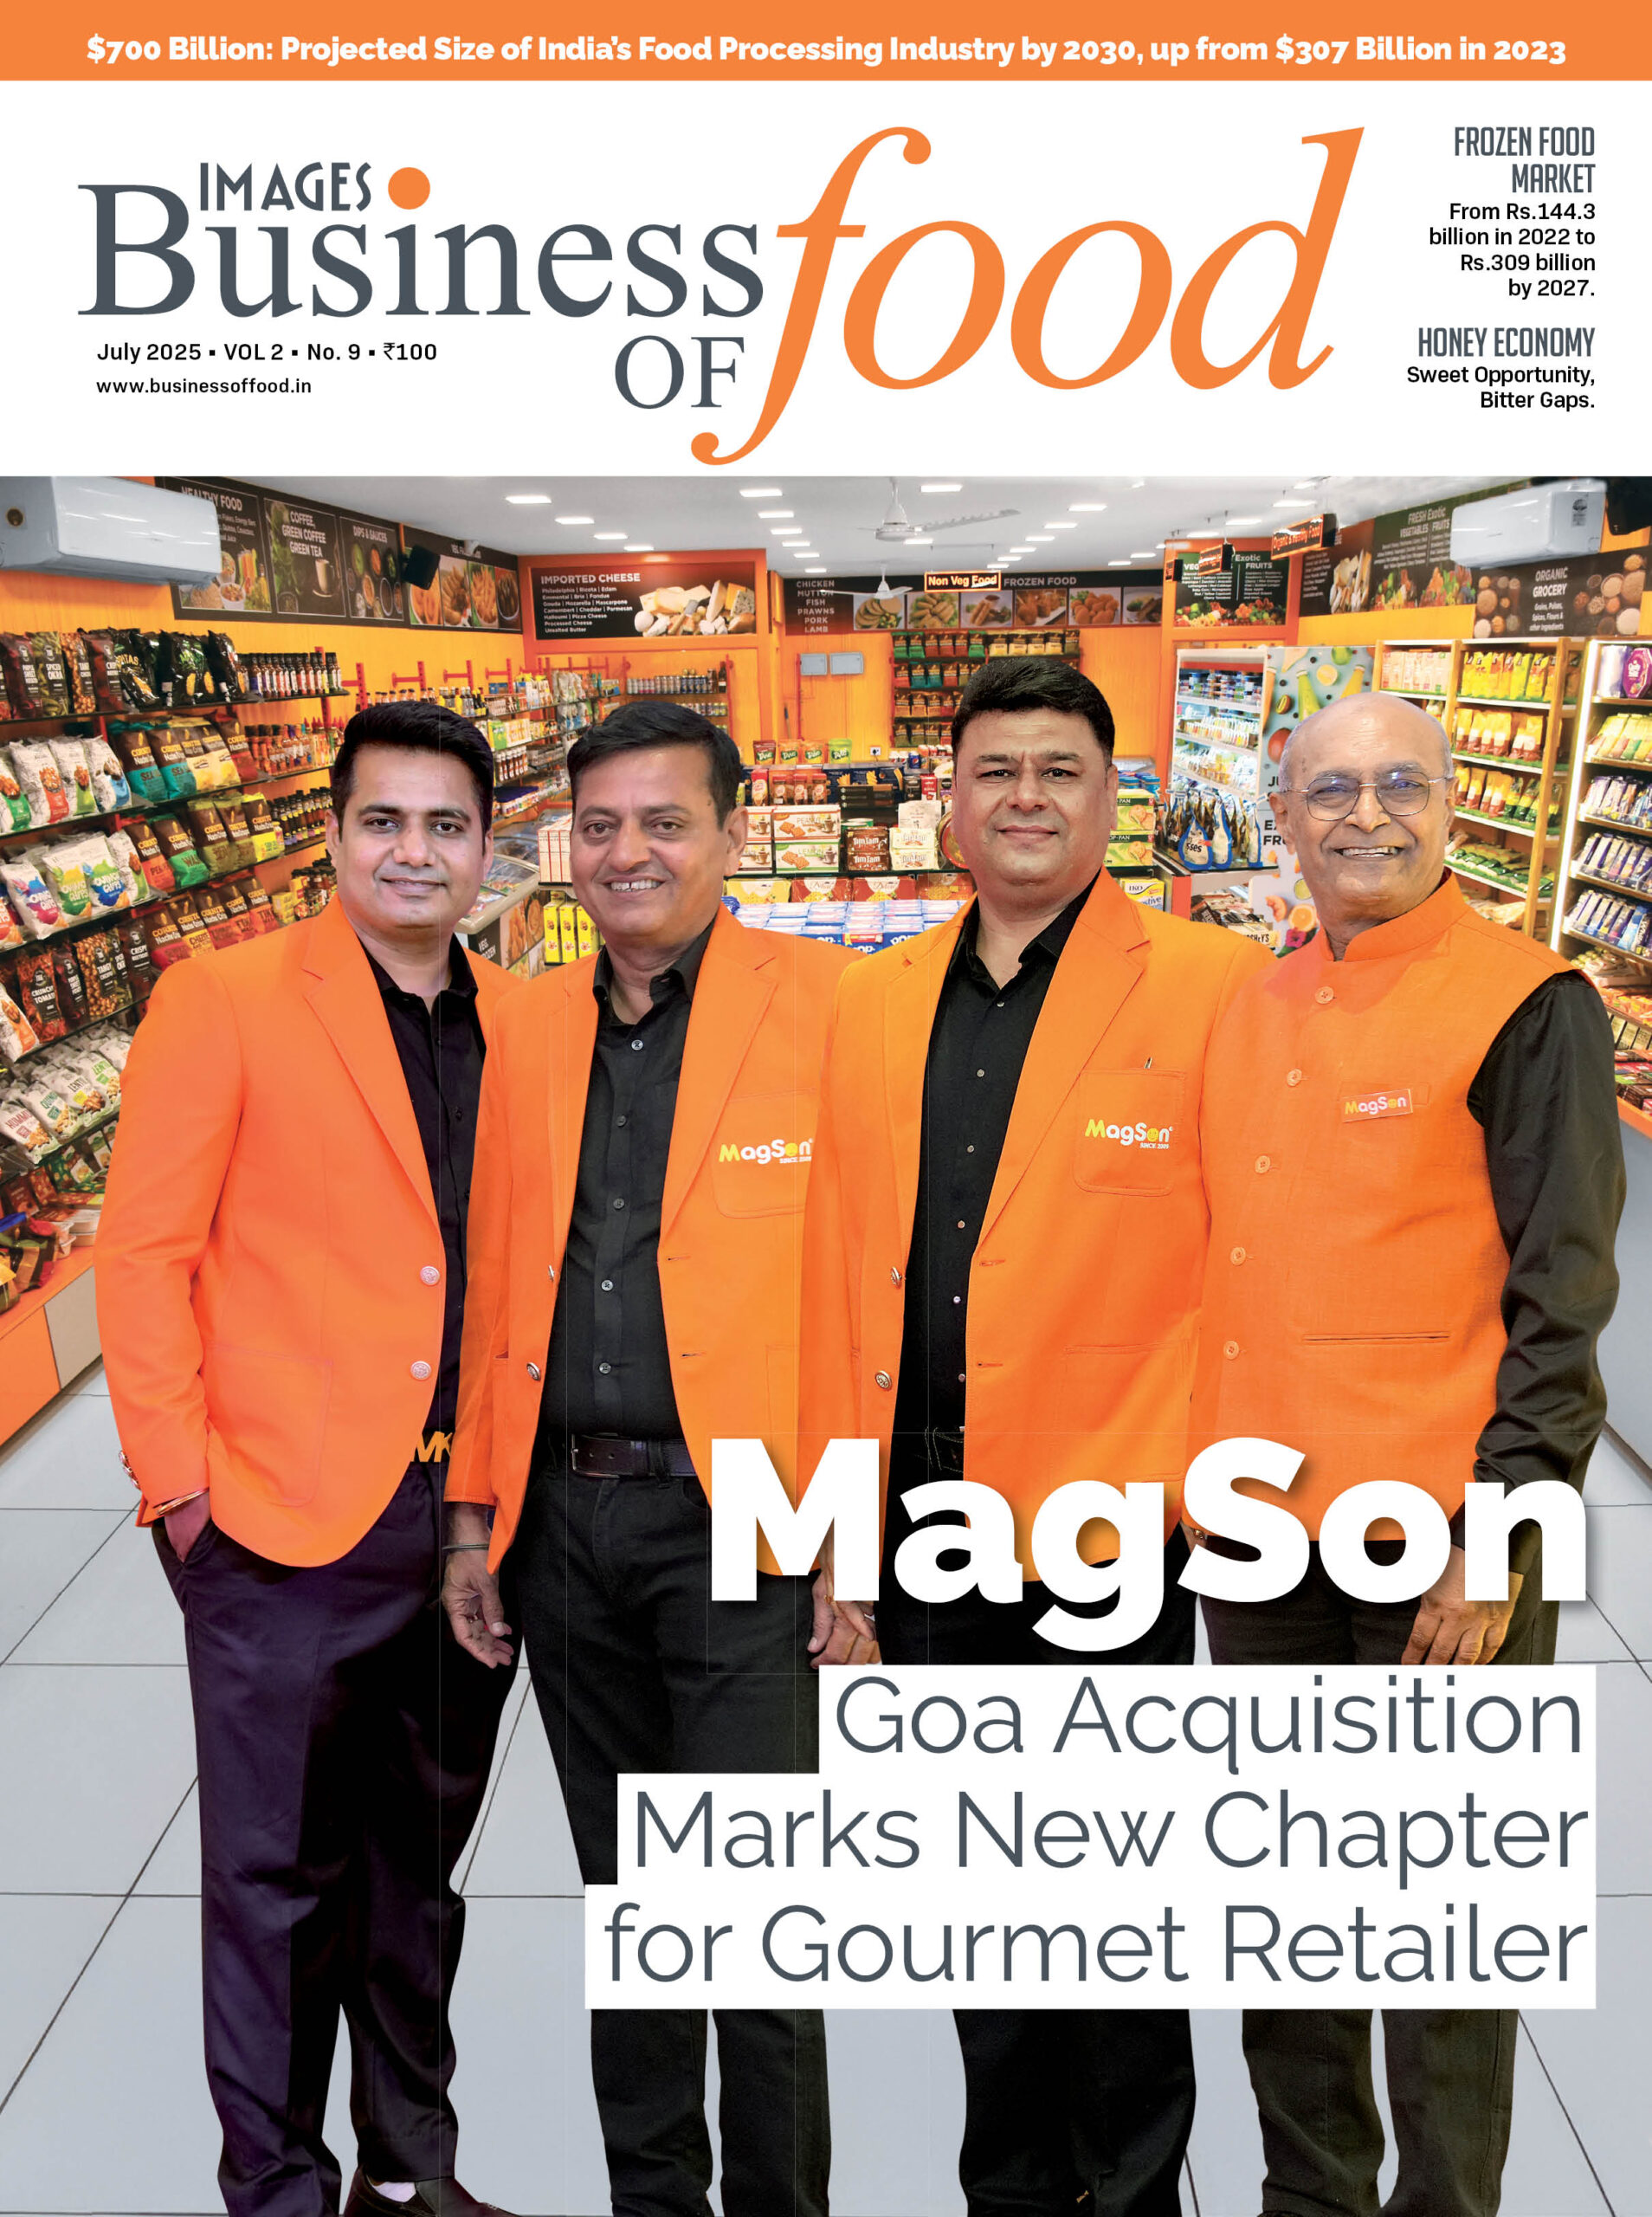 $700 Billion: Projected Size of India's Food Processing Industry by 2030, up from $307 Billion in 2023
IMAGES
Business
OF
food
July 2025 ▪ VOL 2 ▪ No. 9 ▪ ₹100
www.businessoffood.in
FROZEN FOOD
MARKET
From Rs.144.3
billion in 2022 to
Rs.309 billion
by 2027.
HONEY ECONOMY
Sweet Opportunity,
Bitter Gaps.
HEALTHY FOOD
COFFEE,
GREEN COFFEE
GREEN TEA
DIPS & SAUCES
IMPORTED CHEESE
CHICKEN
MUTTON
FISH
PRAWNS
PORK
LAMB
Non Veg Food
FROZEN FOOD
Exotic
FRUITS
FRESH Exotic
VEGETABLES FRUITS
ORGANIC
GROCERY
MagSon
MagSon
MagSon
MagSon
Goa Acquisition
Marks New Chapter
for Gourmet Retailer